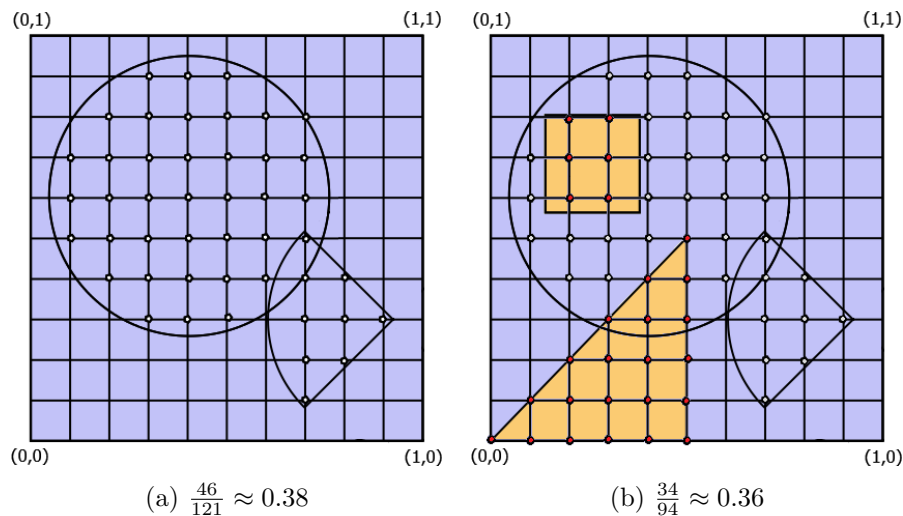 (0,1) (1,1) (0,1) (1,1)
(0,0) (1,0) (0,0) (1,0)
(a) 46/121 ≈ 0.38 (b) 34/94 ≈ 0.36